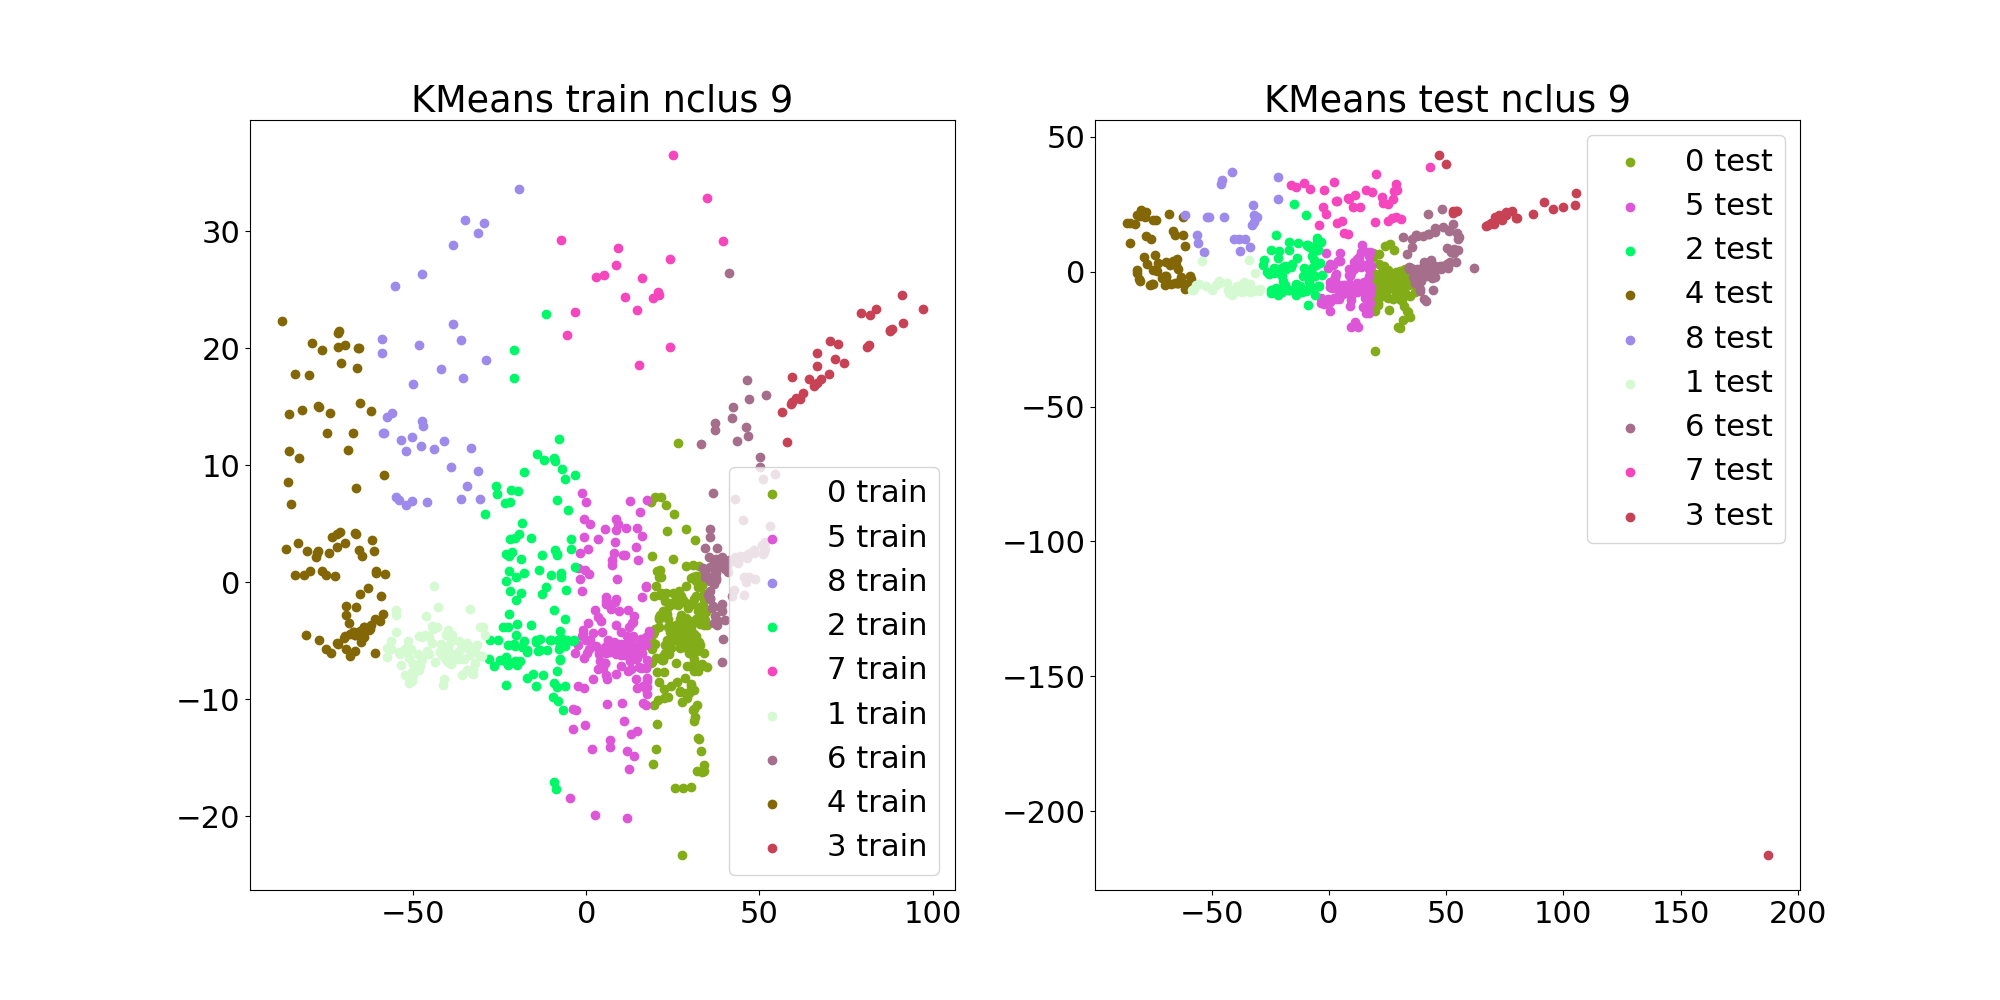 KMeans train nclus 9
30
20
10
0
−10
−20
−50
0
50
100
0 train
5 train
8 train
2 train
7 train
1 train
6 train
4 train
3 train
KMeans test nclus 9
50
0
−50
−100
−150
−200
−50
0
50
100
150
200
0 test
5 test
2 test
4 test
8 test
1 test
6 test
7 test
3 test